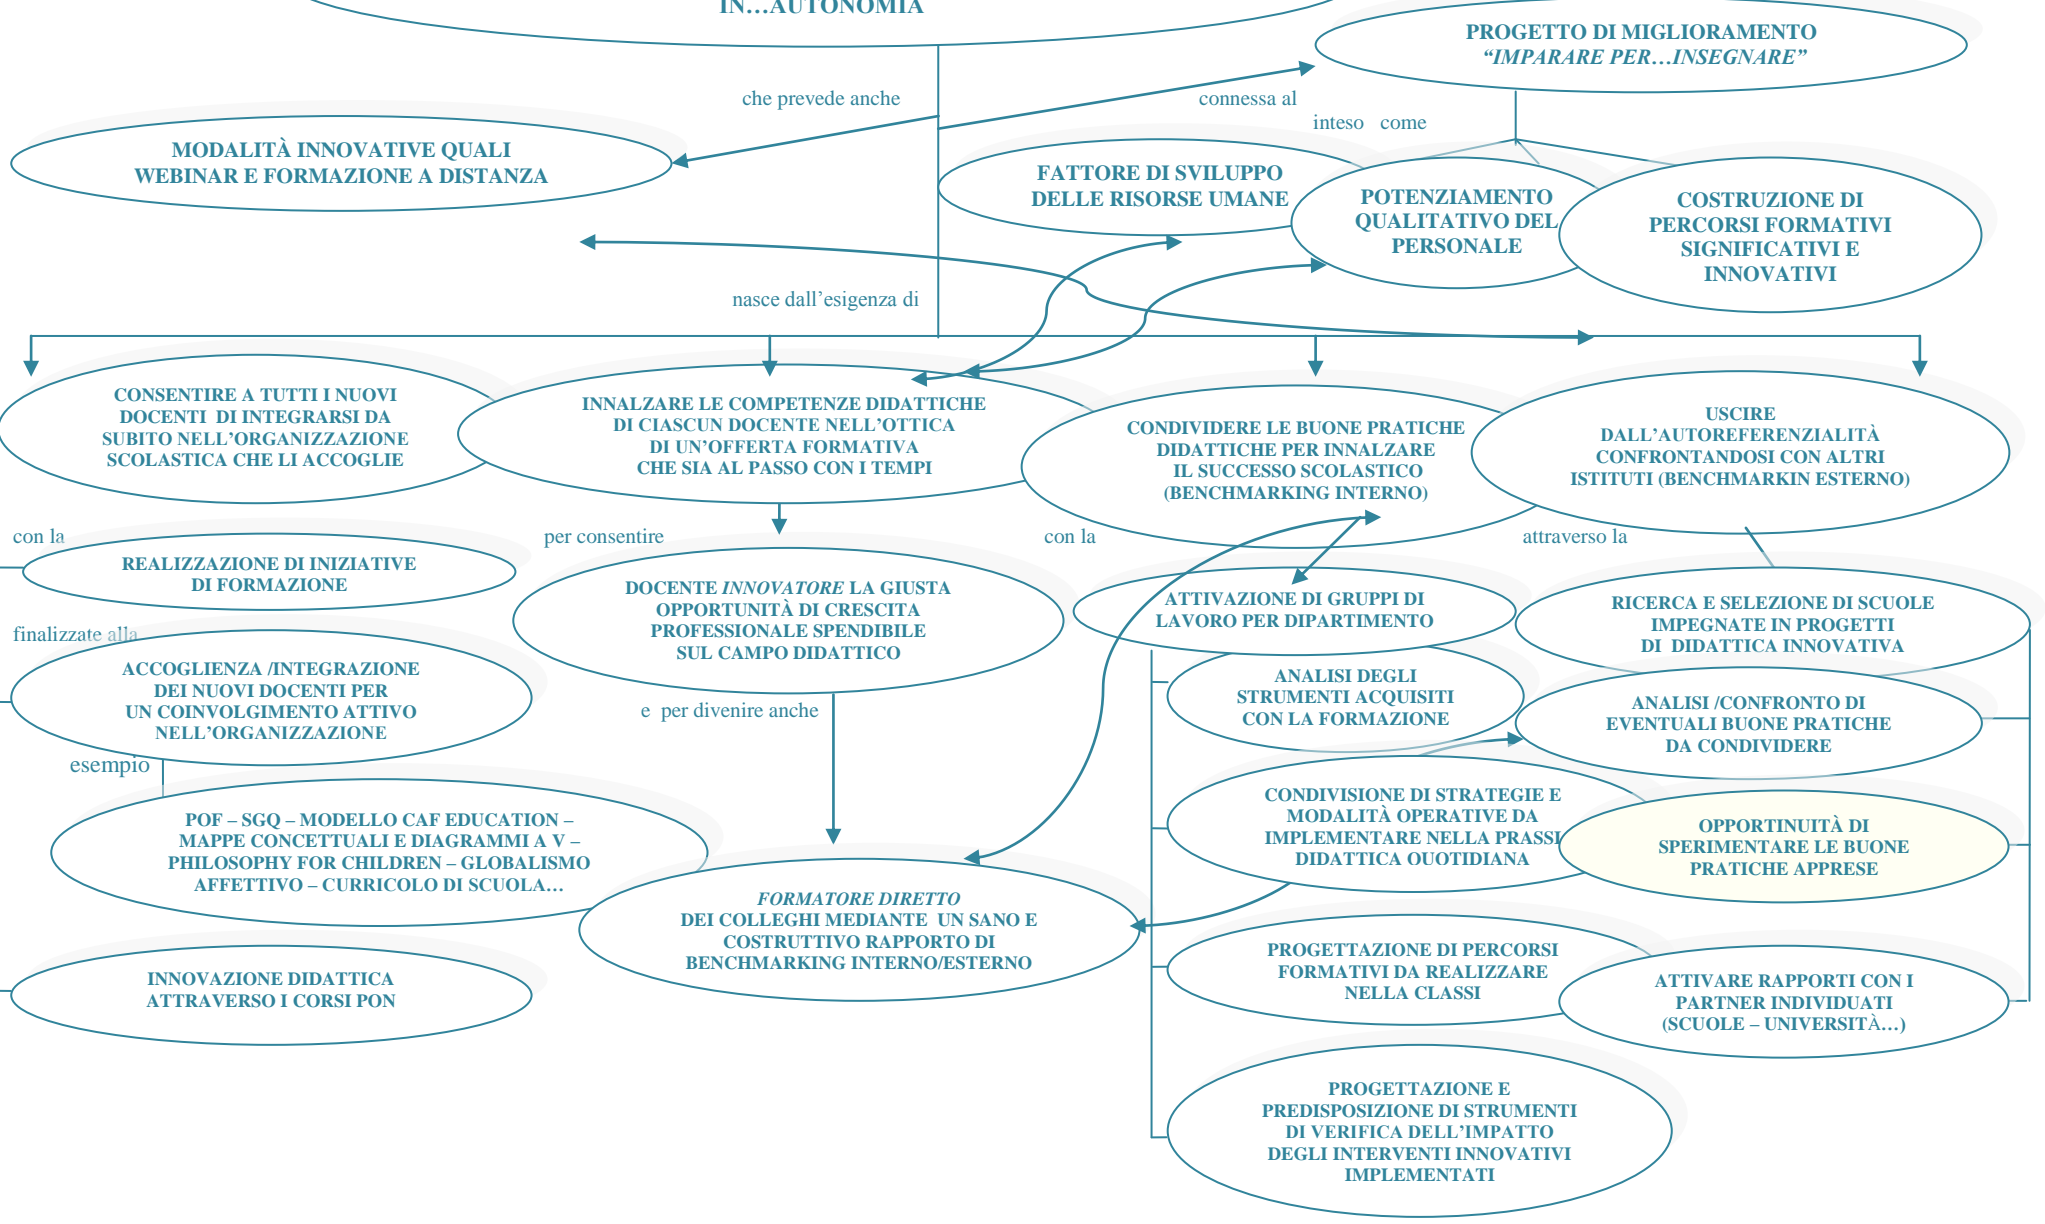 IN…AUTONOMIA
PROGETTO DI MIGLIORAMENTO
“IMPARARE PER…INSEGNARE”
che prevede anche
connessa al
inteso   come
MODALITÀ INNOVATIVE QUALI
WEBINAR E FORMAZIONE A DISTANZA
FATTORE DI SVILUPPO
DELLE RISORSE UMANE
POTENZIAMENTO
QUALITATIVO DEL
PERSONALE
COSTRUZIONE DI
PERCORSI FORMATIVI
SIGNIFICATIVI E
INNOVATIVI
nasce dall’esigenza di
CONSENTIRE A TUTTI I NUOVI
DOCENTI  DI INTEGRARSI DA
SUBITO NELL’ORGANIZZAZIONE
SCOLASTICA CHE LI ACCOGLIE
INNALZARE LE COMPETENZE DIDATTICHE
DI CIASCUN DOCENTE NELL’OTTICA
DI UN’OFFERTA FORMATIVA
CHE SIA AL PASSO CON I TEMPI
CONDIVIDERE LE BUONE PRATICHE
DIDATTICHE PER INNALZARE
IL SUCCESSO SCOLASTICO
(BENCHMARKING INTERNO)
USCIRE
DALL’AUTOREFERENZIALITÀ
CONFRONTANDOSI CON ALTRI
ISTITUTI (BENCHMARKIN ESTERNO)
con la
per consentire
con la
attraverso la
REALIZZAZIONE DI INIZIATIVE
DI FORMAZIONE
DOCENTE INNOVATORE LA GIUSTA
OPPORTUNITÀ DI CRESCITA
PROFESSIONALE SPENDIBILE
SUL CAMPO DIDATTICO
ATTIVAZIONE DI GRUPPI DI
LAVORO PER DIPARTIMENTO
RICERCA E SELEZIONE DI SCUOLE
IMPEGNATE IN PROGETTI
DI  DIDATTICA INNOVATIVA
finalizzate alla
ACCOGLIENZA /INTEGRAZIONE
DEI NUOVI DOCENTI PER
UN COINVOLGIMENTO ATTIVO
NELL’ORGANIZZAZIONE
e  per divenire anche
ANALISI DEGLI
STRUMENTI ACQUISITI
CON LA FORMAZIONE
ANALISI /CONFRONTO DI
EVENTUALI BUONE PRATICHE
DA CONDIVIDERE
esempio
POF – SGQ – MODELLO CAF EDUCATION –
MAPPE CONCETTUALI E DIAGRAMMI A V –
PHILOSOPHY FOR CHILDREN – GLOBALISMO
AFFETTIVO – CURRICOLO DI SCUOLA…
CONDIVISIONE DI STRATEGIE E
MODALITÀ OPERATIVE DA
IMPLEMENTARE NELLA PRASSI
DIDATTICA QUOTIDIANA
OPPORTINUITÀ DI
SPERIMENTARE LE BUONE
PRATICHE APPRESE
FORMATORE DIRETTO
DEI COLLEGHI MEDIANTE  UN SANO E
COSTRUTTIVO RAPPORTO DI
BENCHMARKING INTERNO/ESTERNO
INNOVAZIONE DIDATTICA
ATTRAVERSO I CORSI PON
PROGETTAZIONE DI PERCORSI
FORMATIVI DA REALIZZARE
NELLA CLASSI
ATTIVARE RAPPORTI CON I
PARTNER INDIVIDUATI
(SCUOLE – UNIVERSITÀ…)
PROGETTAZIONE E
PREDISPOSIZIONE DI STRUMENTI
DI VERIFICA DELL’IMPATTO
DEGLI INTERVENTI INNOVATIVI
IMPLEMENTATI